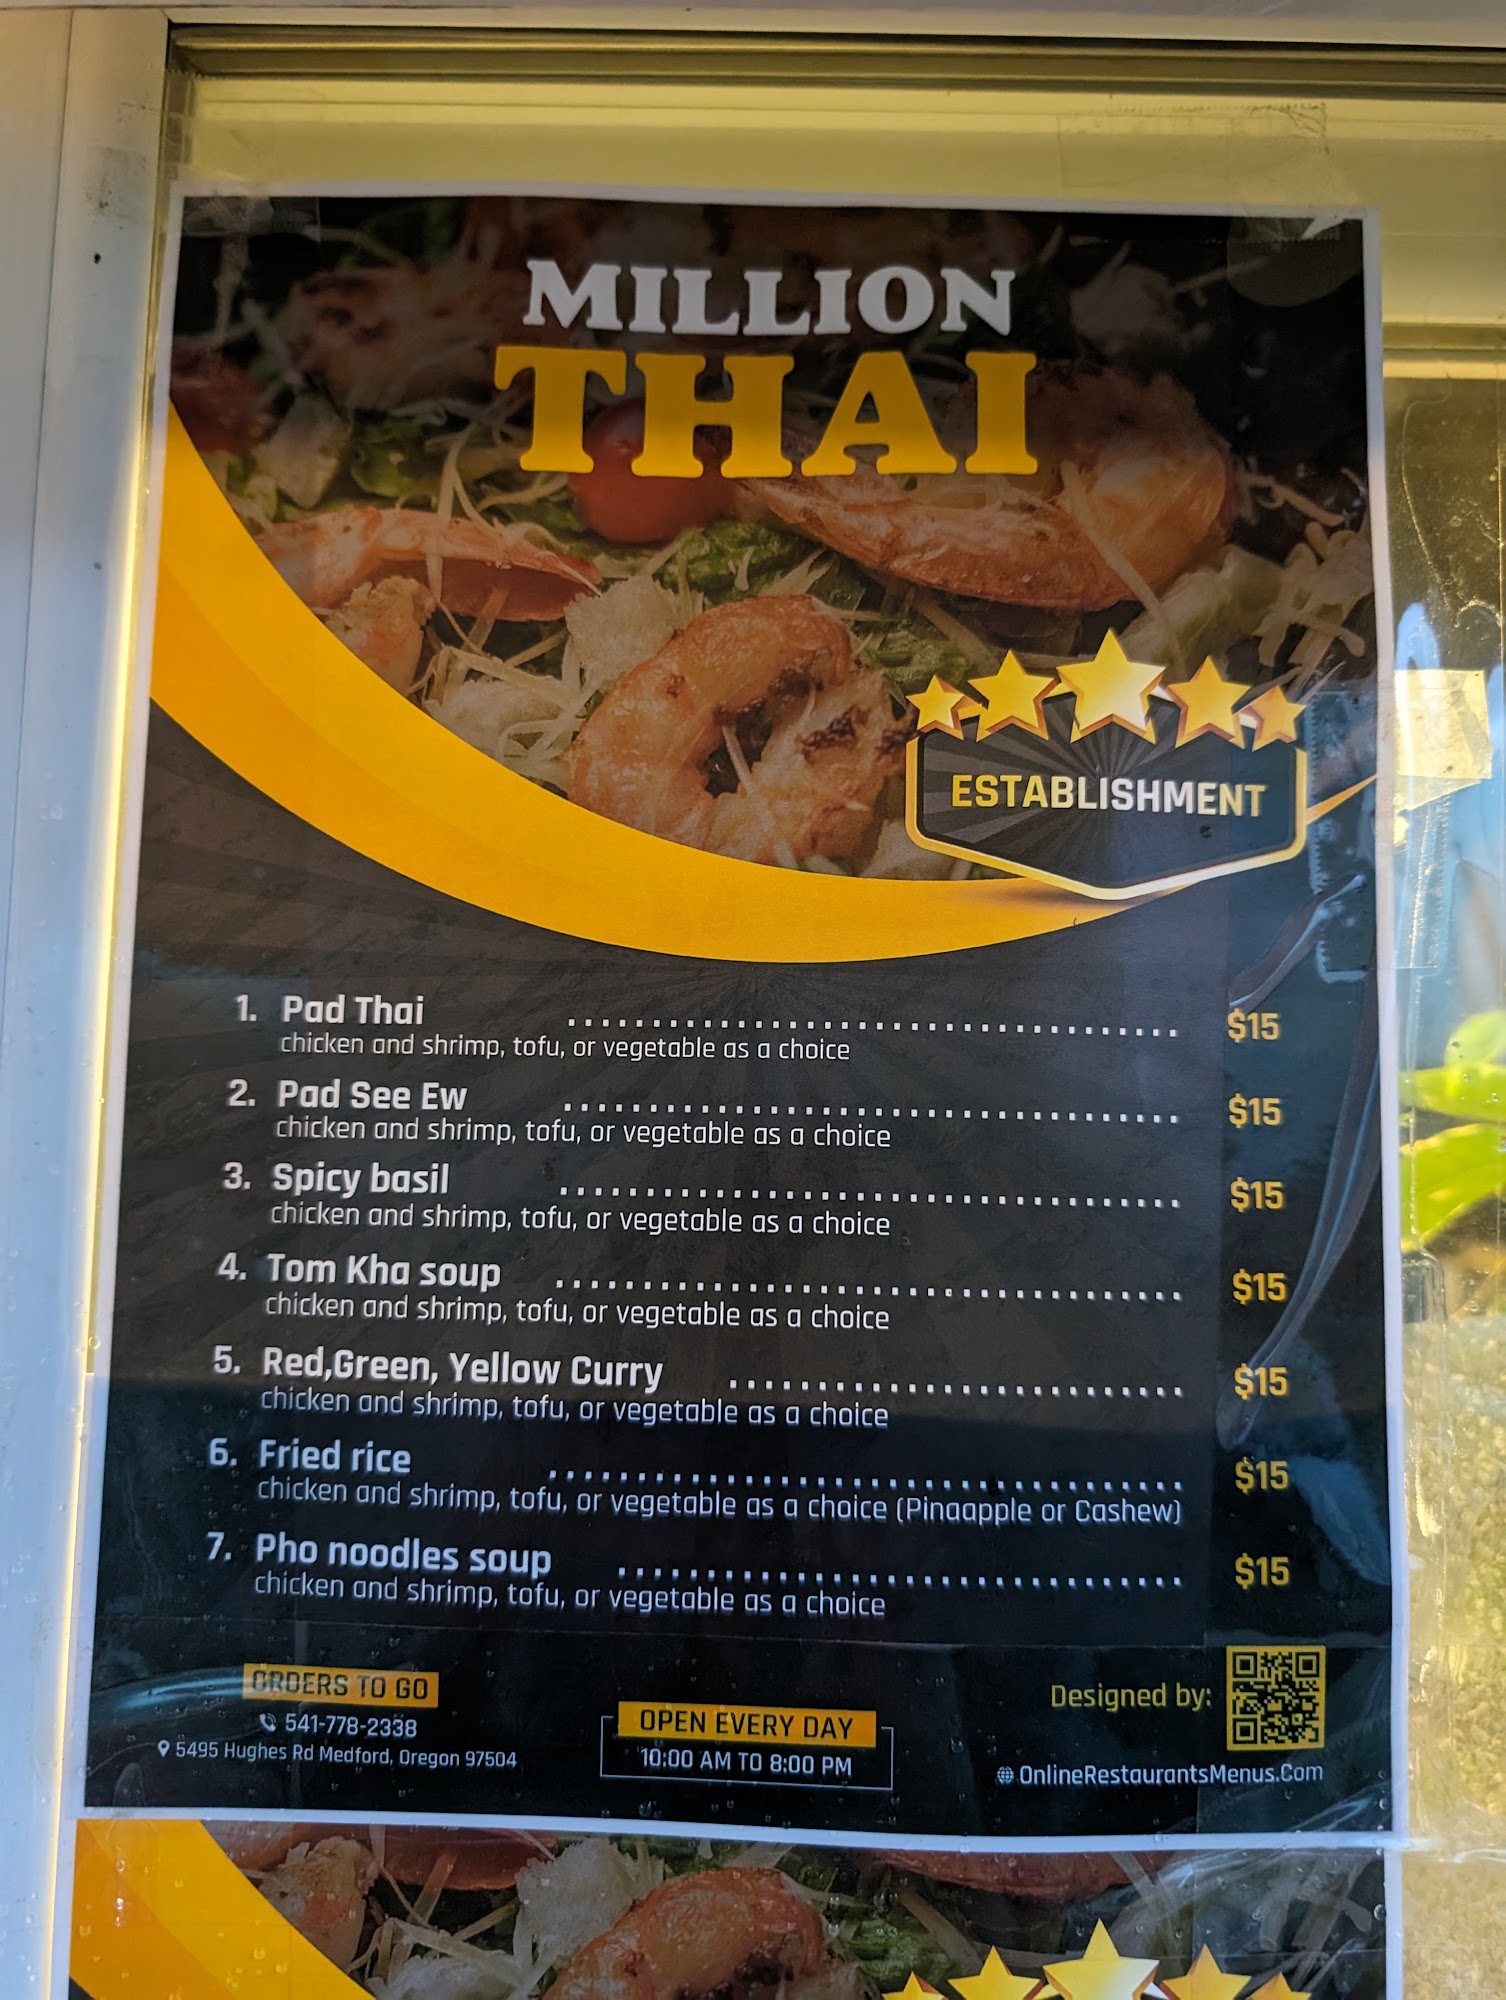 MILLION
THAI
ESTABLISHMENT
1. Pad Thai .......................................... $15
chicken and shrimp, tofu, or vegetable as a choice
2. Pad See Ew .......................................... $15
chicken and shrimp, tofu, or vegetable as a choice
3. Spicy basil .......................................... $15
chicken and shrimp, tofu, or vegetable as a choice
4. Tom Kha soup .......................................... $15
chicken and shrimp, tofu, or vegetable as a choice
5. Red,Green, Yellow Curry ................................ $15
chicken and shrimp, tofu, or vegetable as a choice
6. Fried rice .......................................... $15
chicken and shrimp, tofu, or vegetable as a choice (Pinaapple or Cashew)
7. Pho noodles soup ....................................... $15
chicken and shrimp, tofu, or vegetable as a choice
ORDERS TO GO
541-778-2338
5495 Hughes Rd Medford, Oregon 97504
OPEN EVERY DAY
10:00 AM TO 8:00 PM
Designed by:
OnlineRestaurantsMenus.Com